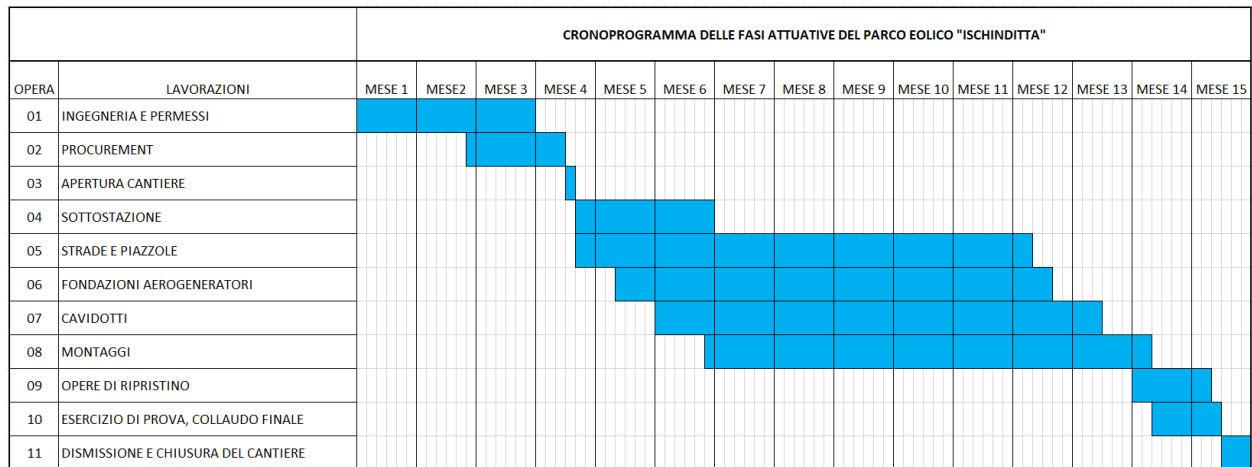 CRONOPROGRAMMA DELLE FASI ATTUATIVE DEL PARCO EOLICO "ISCHINDITTA"
OPERA LAVORAZIONI MESE 1 MESE2 MESE 3 MESE 4 MESE 5 MESE 6 MESE 7 MESE 8 MESE 9 MESE 10 MESE 11 MESE 12 MESE 13 MESE 14 MESE 15
01 INGEGNERIA E PERMESSI
02 PROCUREMENT
03 APERTURA CANTIERE
04 SOTTOSTAZIONE
05 STRADE E PIAZZOLE
06 FONDAZIONI AEROGENERATORI
07 CAVIDOTTI
08 MONTAGGI
09 OPERE DI RIPRISTINO
10 ESERCIZIO DI PROVA, COLLAUDO FINALE
11 DISMISSIONE E CHIUSURA DEL CANTIERE